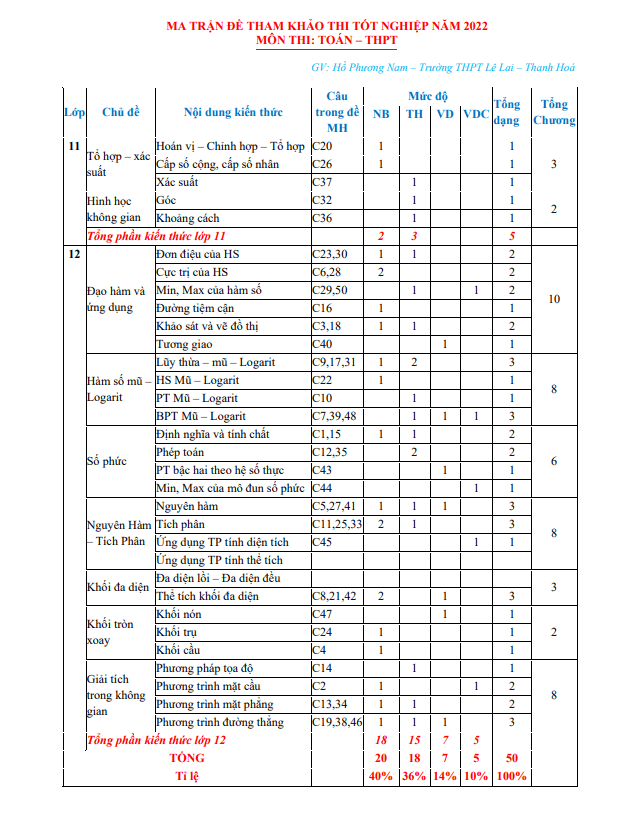 MA TRẬN ĐỀ THAM KHẢO THI TỐT NGHIỆP NĂM 2022
MÔN THI: TOÁN – THPT
GV: Hồ Phương Nam – Trường THPT Lê Lai – Thanh Hoá
Lớp Chủ đề Nội dung kiến thức Câu trong đề MH Mức độ Tổng dạng Tổng Chương
NB TH VD VDC
11 Tổ hợp – xác suất Hoán vị – Chỉnh hợp – Tổ hợp C20 1 1 3
Cấp số cộng, cấp số nhân C26 1 1
Xác suất C37 1 1
Hình học không gian Góc C32 1 1 2
Khoảng cách C36 1 1
Tổng phần kiến thức lớp 11 2 3 5
12 Đạo hàm và ứng dụng Đơn điệu của HS C23,30 1 1 2 10
Cực trị của HS C6,28 2 2
Min, Max của hàm số C29,50 1 1 2
Đường tiệm cận C16 1 1
Khảo sát và vẽ đồ thị C3,18 1 1 2
Tương giao C40 1 1
Hàm số mũ – Logarit Lũy thừa – mũ – Logarit C9,17,31 1 2 3 8
HS Mũ – Logarit C22 1 1
PT Mũ – Logarit C10 1 1
BPT Mũ – Logarit C7,39,48 1 1 1 3
Số phức Định nghĩa và tính chất C1,15 1 1 2 6
Phép toán C12,35 2 2
PT bậc hai theo hệ số thực C43 1 1
Min, Max của mô đun số phức C44 1 1
Nguyên Hàm – Tích Phân Nguyên hàm C5,27,41 1 1 1 3 8
Tích phân C11,25,33 2 1 3
Ứng dụng TP tính diện tích C45 1 1
Ứng dụng TP tính thể tích
Khối đa diện Đa diện lồi – Đa diện đều 3
Thể tích khối đa diện C8,21,42 2 1 3
Khối tròn xoay Khối nón C47 1 1 2
Khối trụ C24 1 1
Khối cầu C4 1 1
Giải tích trong không gian Phương pháp tọa độ C14 1 1 8
Phương trình mặt cầu C2 1 1 2
Phương trình mặt phẳng C13,34 1 1 2
Phương trình đường thẳng C19,38,46 1 1 1 3
Tổng phần kiến thức lớp 12 18 15 7 5
TỔNG 20 18 7 5 50
Tỉ lệ 40% 36% 14% 10% 100%